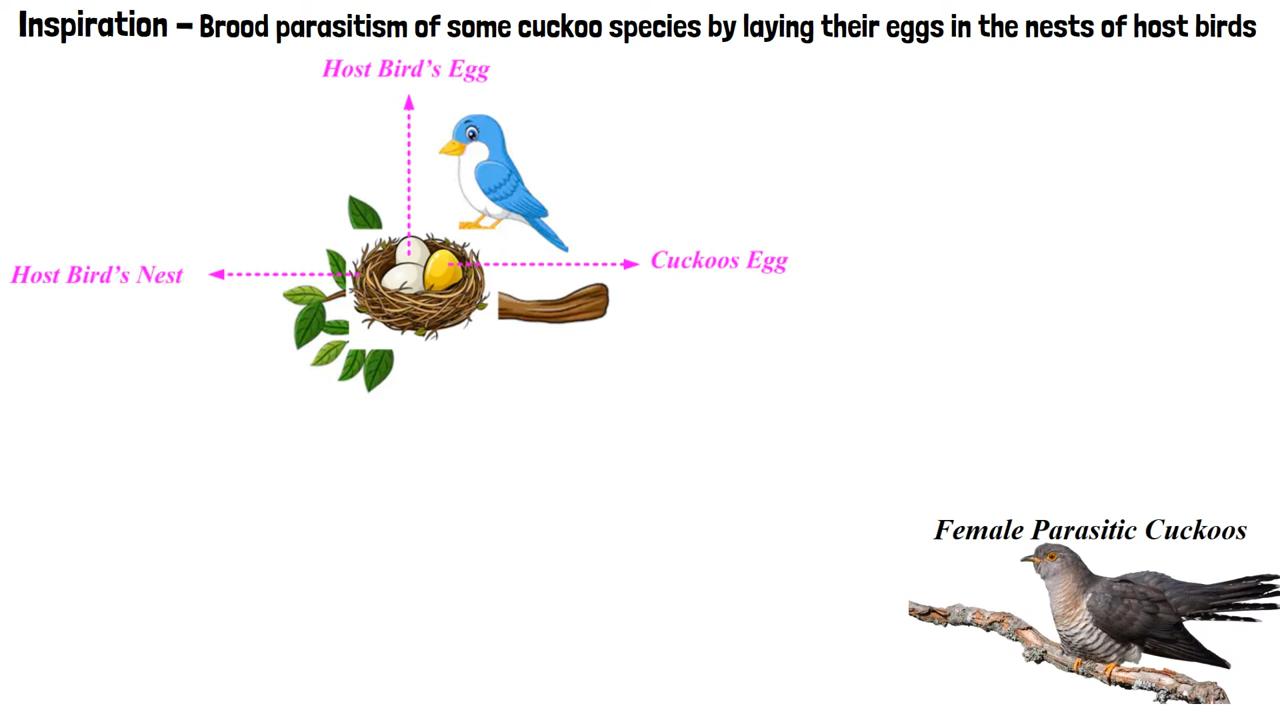 Inspiration – Brood parasitism of some cuckoo species by laying their eggs in the nests of host birds
Host Bird's Egg
Cuckoos Egg
Host Bird's Nest
Female Parasitic Cuckoos